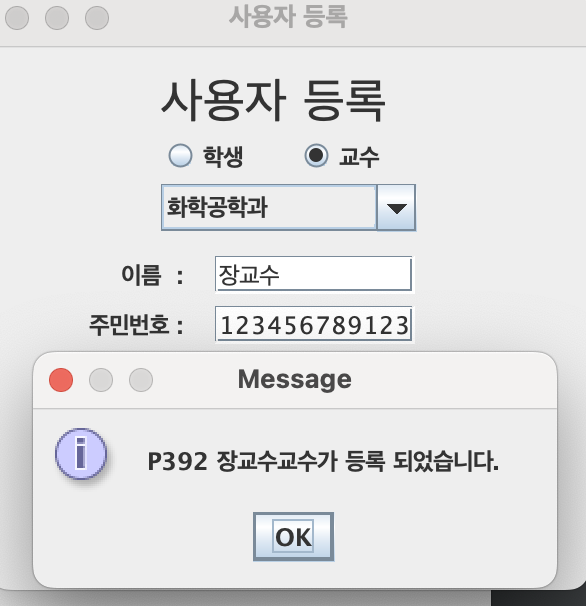 사용자 등록
사용자 등록
학생 교수
화학공학과
이름 : 장교수
주민번호 : 123456789123
Message
i P392 장교수교수가 등록 되었습니다.
OK